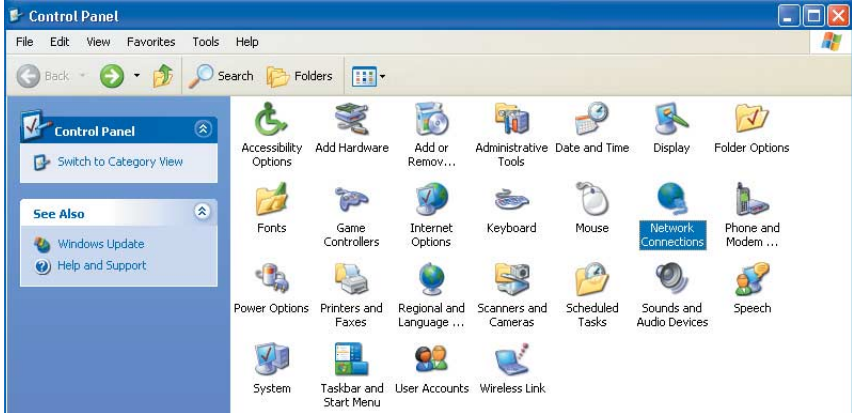 Control Panel
File Edit View Favorites Tools Help
Back Search Folders
Control Panel
Switch to Category View
See Also
Windows Update
Help and Support
Accessibility Options
Add Hardware
Add or Remov...
Administrative Tools
Date and Time
Display
Folder Options
Fonts
Game Controllers
Internet Options
Keyboard
Mouse
Network Connections
Phone and Modem ...
Power Options
Printers and Faxes
Regional and Language ...
Scanners and Cameras
Scheduled Tasks
Sounds and Audio Devices
Speech
System
Taskbar and Start Menu
User Accounts
Wireless Link